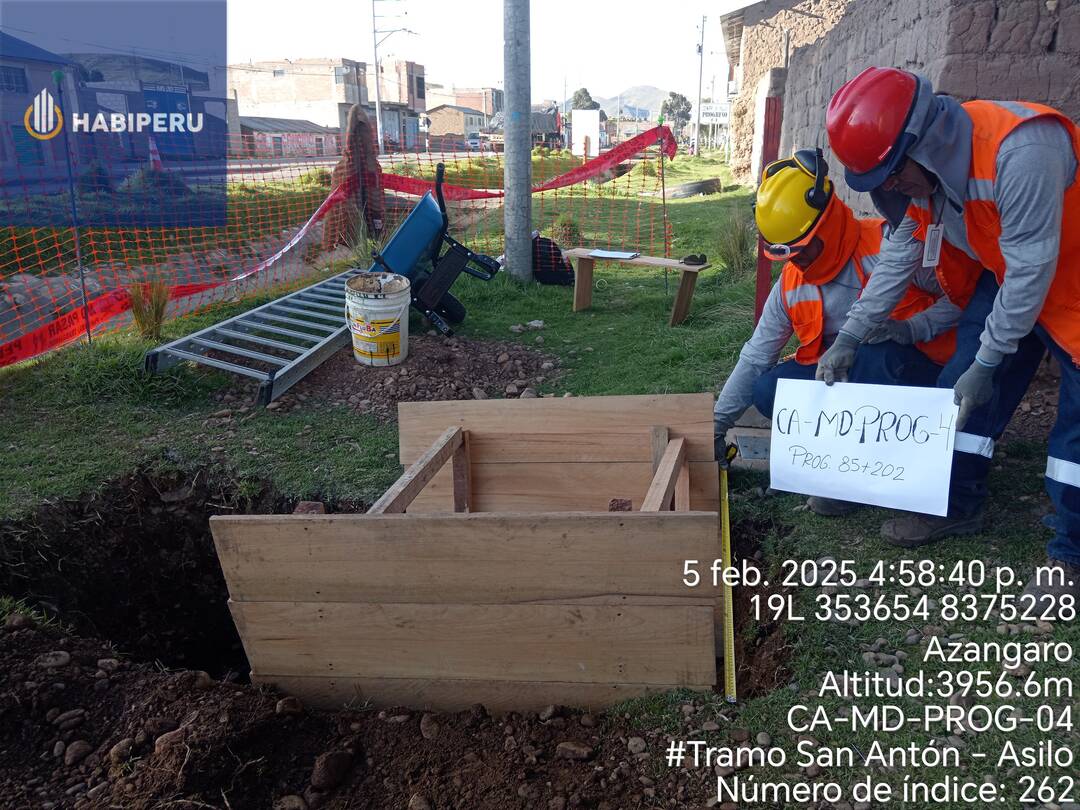 HABIPERU
CA-MD-PROG-4
PROG. 85+202
5 feb. 2025 4:58:40 p. m.
19L 353654 8375228
Azangaro
Altitud:3956.6m
CA-MD-PROG-04
#Tramo San Antón - Asilo
Número de índice: 262